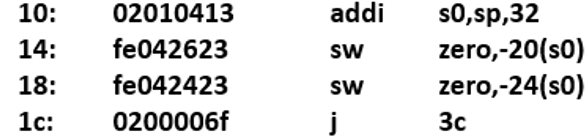 10: 02010413 addi s0,sp,32
14: fe042623 sw zero,-20(s0)
18: fe042423 sw zero,-24(s0)
1c: 0200006f j 3c